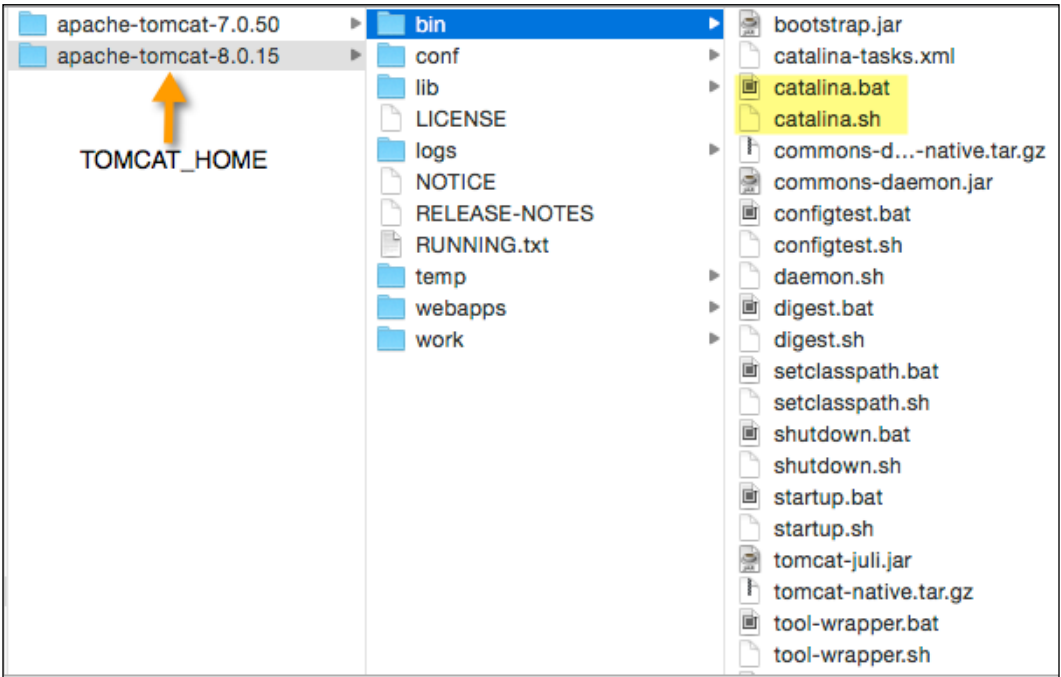 apache-tomcat-7.0.50
apache-tomcat-8.0.15
TOMCAT_HOME
bin
conf
lib
LICENSE
logs
NOTICE
RELEASE-NOTES
RUNNING.txt
temp
webapps
work
bootstrap.jar
catalina-tasks.xml
catalina.bat
catalina.sh
commons-d...-native.tar.gz
commons-daemon.jar
configtest.bat
configtest.sh
daemon.sh
digest.bat
digest.sh
setclasspath.bat
setclasspath.sh
shutdown.bat
shutdown.sh
startup.bat
startup.sh
tomcat-juli.jar
tomcat-native.tar.gz
tool-wrapper.bat
tool-wrapper.sh